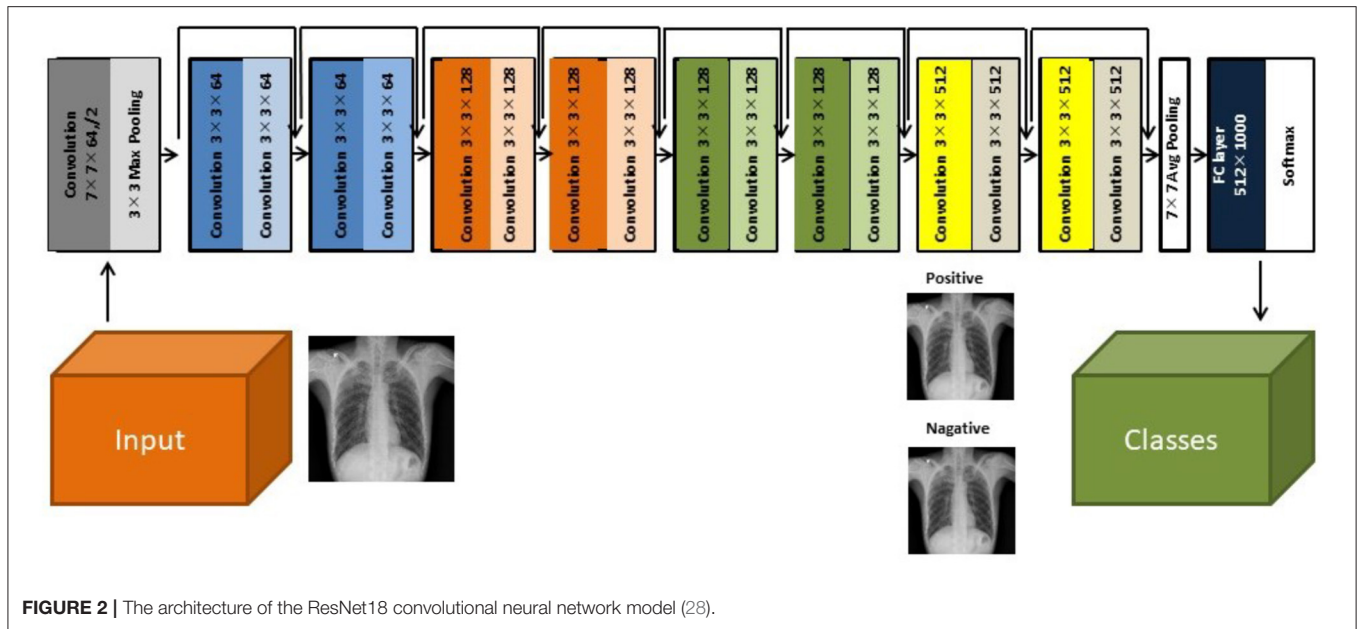 Convolution
7×7×64,/2
3×3 Max Pooling
Convolution 3×3×64
Convolution 3×3×64
Convolution 3×3×64
Convolution 3×3×64
Convolution 3×3×128
Convolution 3×3×128
Convolution 3×3×128
Convolution 3×3×128
Convolution 3×3×128
Convolution 3×3×128
Convolution 3×3×128
Convolution 3×3×128
Convolution 3×3×512
Convolution 3×3×512
Convolution 3×3×512
Convolution 3×3×512
7×7Avg Pooling
FC layer
512×1000
Softmax
Input
Positive
Nagative
Classes
FIGURE 2 | The architecture of the ResNet18 convolutional neural network model (28).